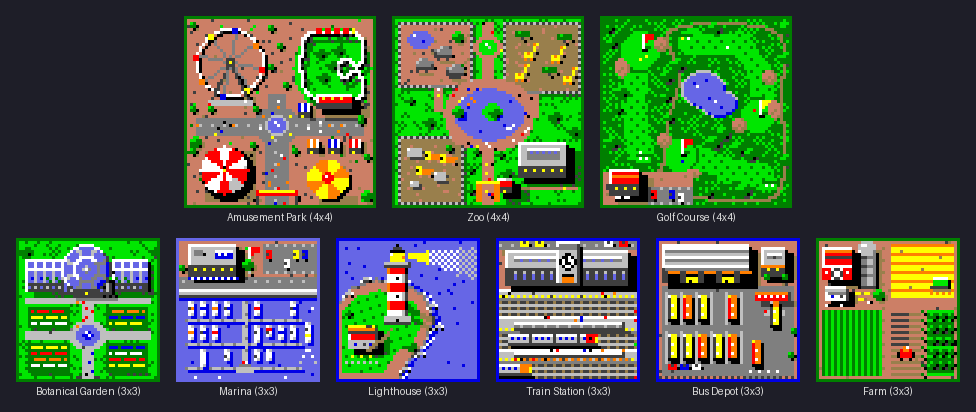 Amusement Park (4x4)
Zoo (4x4)
Golf Course (4x4)
Botanical Garden (3x3)
Marina (3x3)
Lighthouse (3x3)
Train Station (3x3)
Bus Depot (3x3)
Farm (3x3)